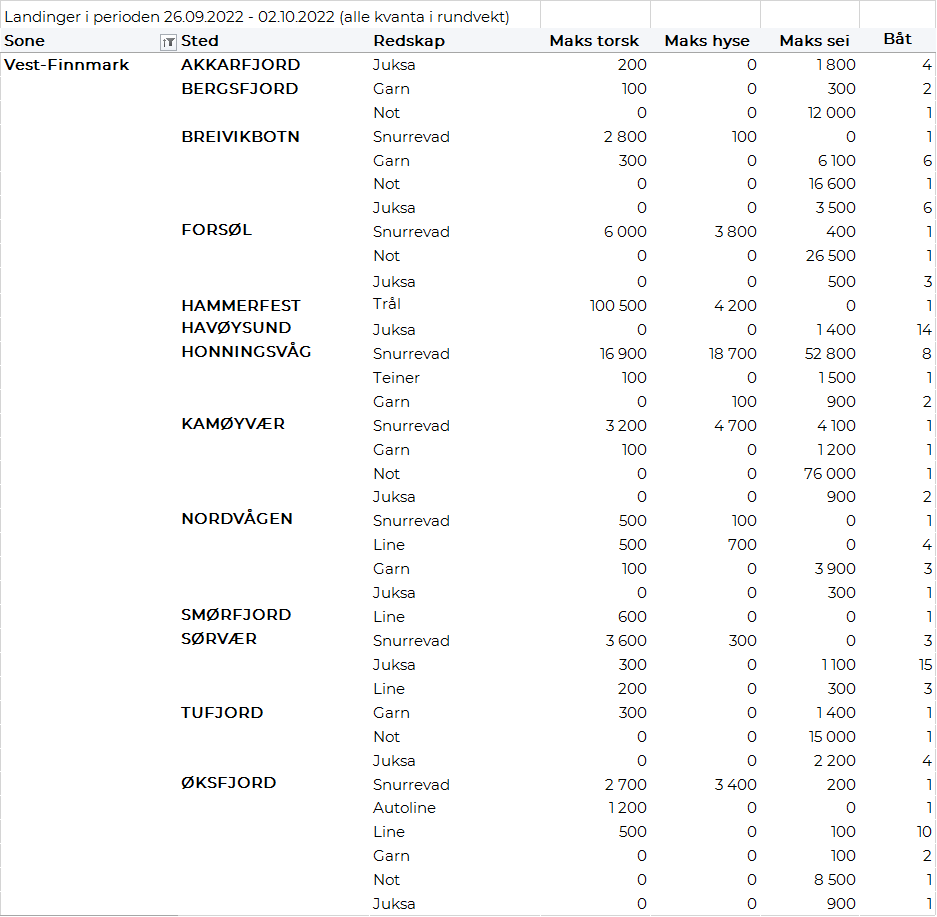 Landinger i perioden 26.09.2022 - 02.10.2022 (alle kvanta i rundvekt)
Sone Sted Redskap Maks torsk Maks hyse Maks sei Båt
Vest-Finnmark AKKARFJORD Juksa 200 0 1 800 4
BERGSFJORD Garn 100 0 300 2
Not 0 0 12 000 1
BREIVIKBOTN Snurrevad 2 800 100 0 1
Garn 300 0 6 100 6
Not 0 0 16 600 1
Juksa 0 0 3 500 6
FORSØL Snurrevad 6 000 3 800 400 1
Not 0 0 26 500 1
Juksa 0 0 500 3
HAMMERFEST Trål 100 500 4 200 0 1
HAVØYSUND Juksa 0 0 1 400 14
HONNINGSVÅG Snurrevad 16 900 18 700 52 800 8
Teiner 100 0 1 500 1
Garn 0 100 900 2
KAMØYVÆR Snurrevad 3 200 4 700 4 100 1
Garn 100 0 1 200 1
Not 0 0 76 000 1
Juksa 0 0 900 2
NORDVÅGEN Snurrevad 500 100 0 1
Line 500 700 0 4
Garn 100 0 3 900 3
Juksa 0 0 300 1
SMØRFJORD Line 600 0 0 1
SØRVÆR Snurrevad 3 600 300 0 3
Juksa 300 0 1 100 15
Line 200 0 300 3
TUFJORD Garn 300 0 1 400 1
Not 0 0 15 000 1
Juksa 0 0 2 200 4
ØKSFJORD Snurrevad 2 700 3 400 200 1
Autoline 1 200 0 0 1
Line 500 0 100 10
Garn 0 0 100 2
Not 0 0 8 500 1
Juksa 0 0 900 1